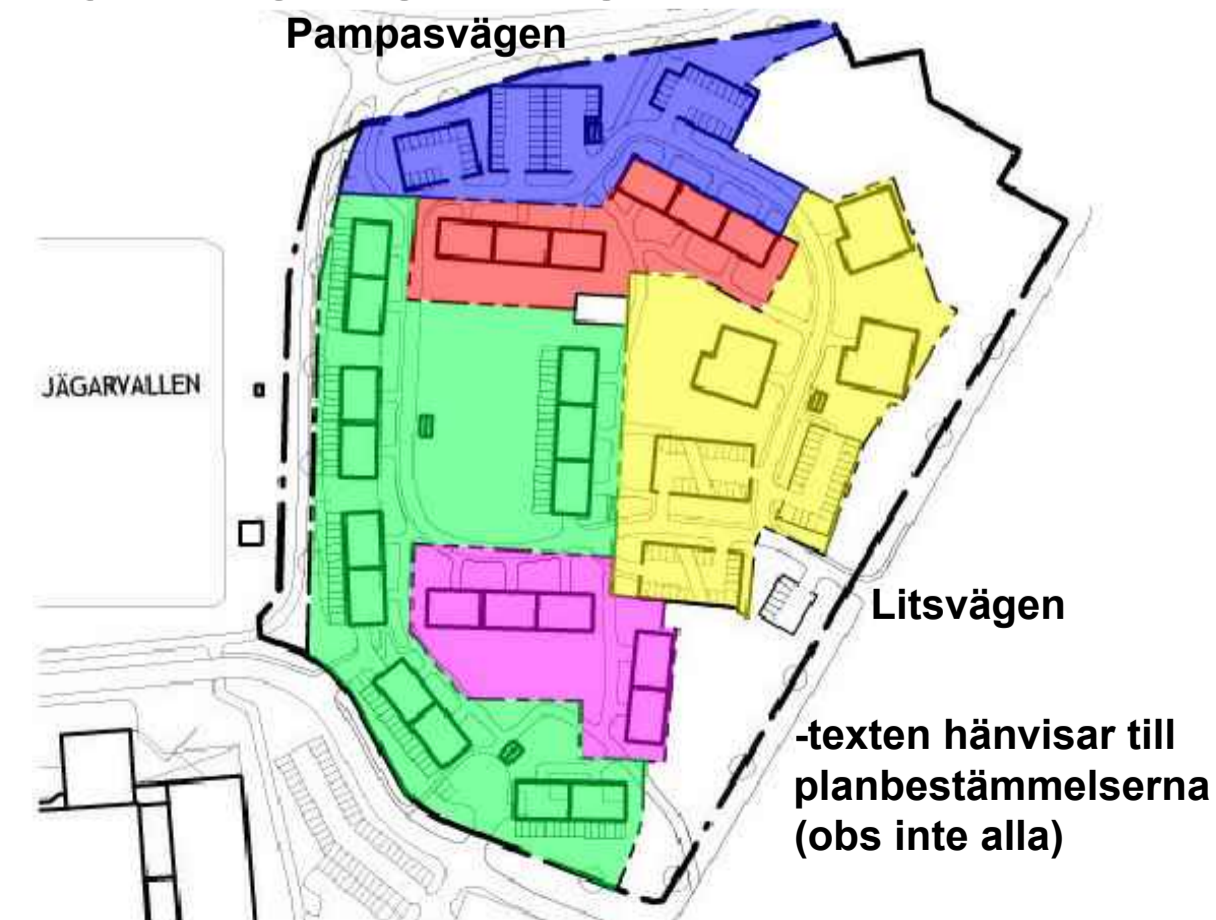 Pampasvägen
JÄGARVALLEN
Litsvägen
-texten hänvisar till
planbestämmelserna
(obs inte alla)